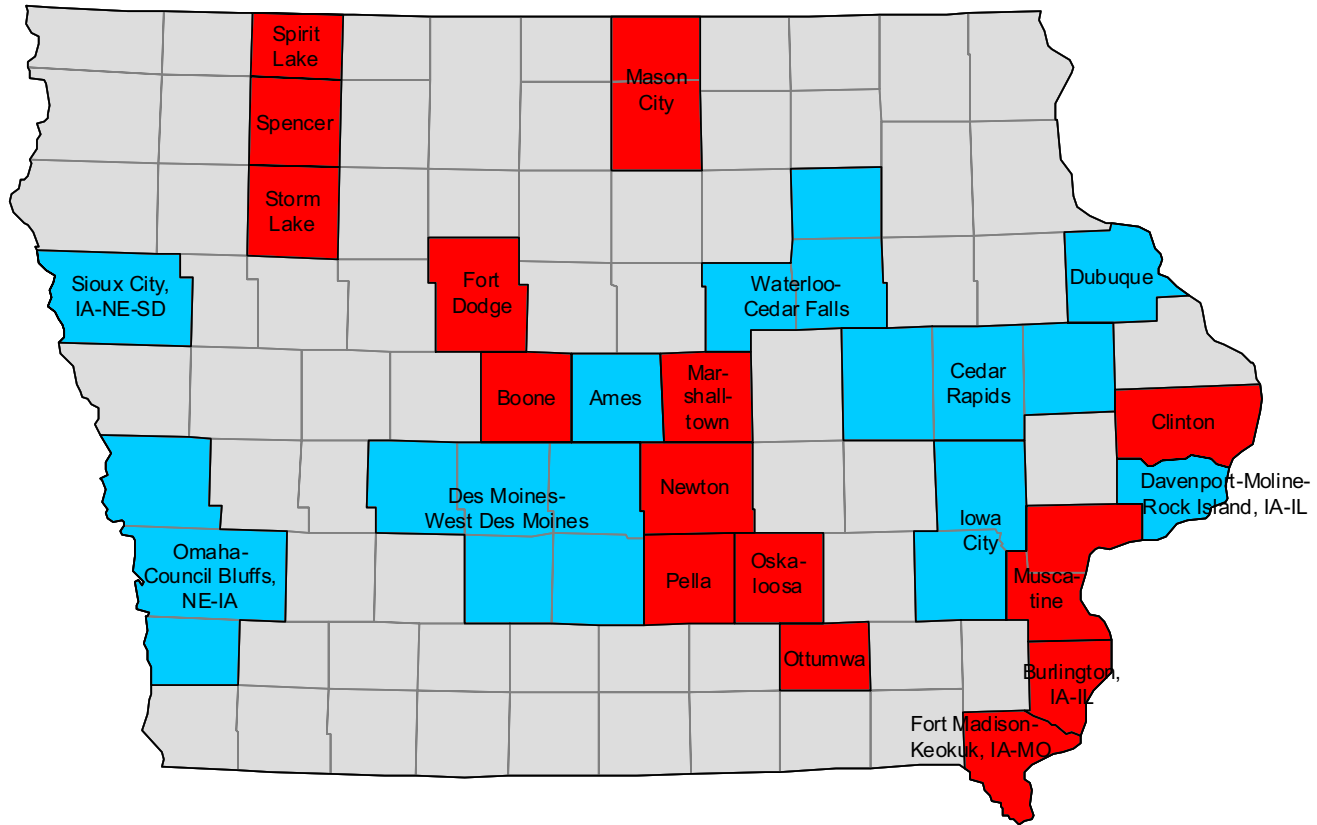 Spirit
Lake
Mason
City
Spencer
Storm
Lake
Sioux City,
IA-NE-SD
Fort
Dodge
Waterloo-
Cedar Falls
Dubuque
Boone
Ames
Mar-
shall-
town
Cedar
Rapids
Clinton
Des Moines-
West Des Moines
Newton
Iowa
City
Davenport-Moline-
Rock Island, IA-IL
Omaha-
Council Bluffs,
NE-IA
Pella
Oska-
loosa
Musca-
tine
Ottumwa
Burlington,
IA-IL
Fort Madison-
Keokuk, IA-MO